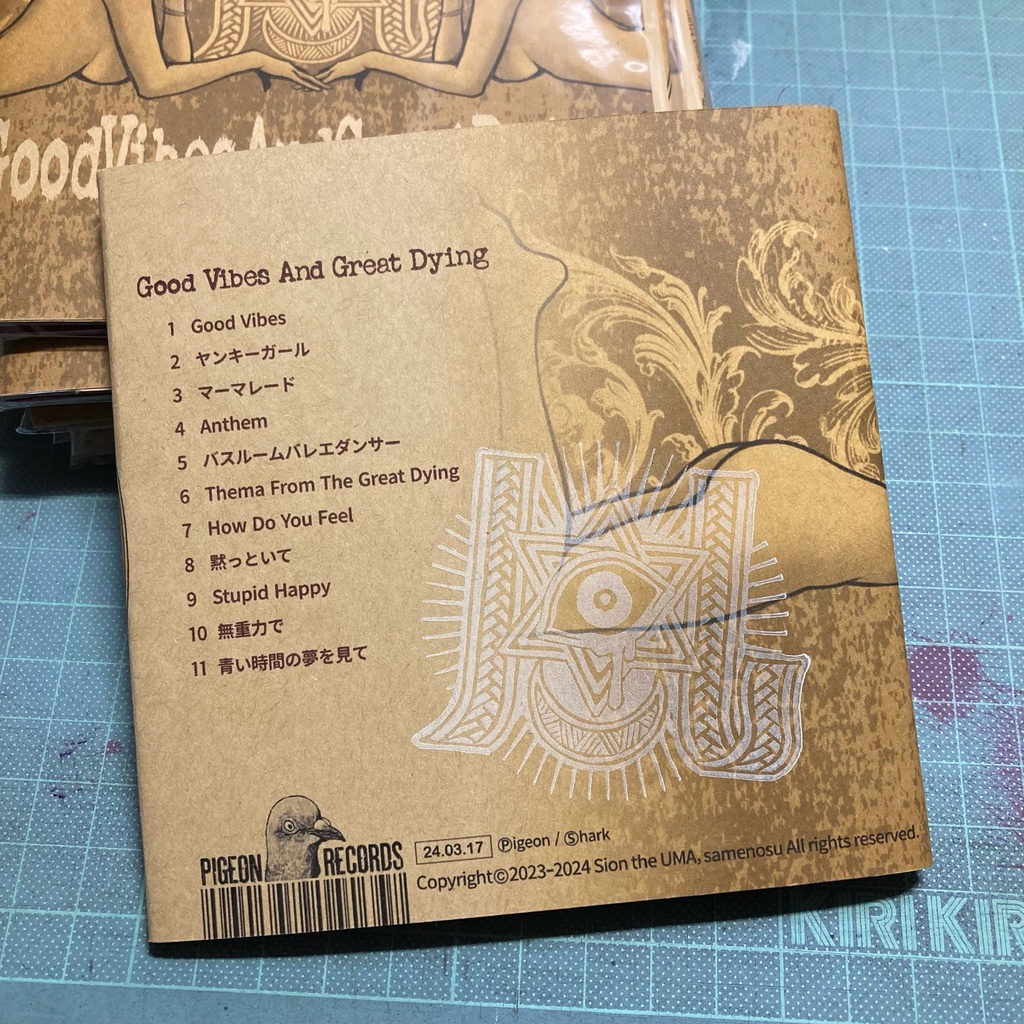 Good Vibes And Great Dying
1 Good Vibes
2 ヤンキーガール
3 マーマレード
4 Anthem
5 バスルームバレエダンサー
6 Thema From The Great Dying
7 How Do You Feel
8 黙っといて
9 Stupid Happy
10 無重力で
11 青い時間の夢を見て
P!GEON RECORDS
24.03.17 Ⓟigeon / Ⓢhark
Copyright©2023-2024 Sion the UMA, samenosu All rights reserved.